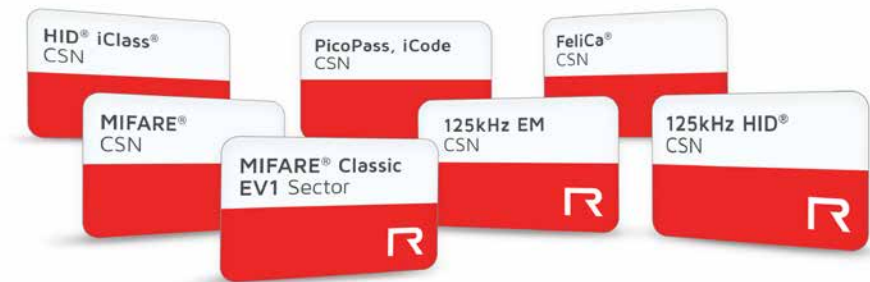 HID® iClass®
CSN
PicoPass, iCode
CSN
FeliCa®
CSN
MIFARE®
CSN
MIFARE® Classic
EV1 Sector
125kHz EM
CSN
125kHz HID®
CSN